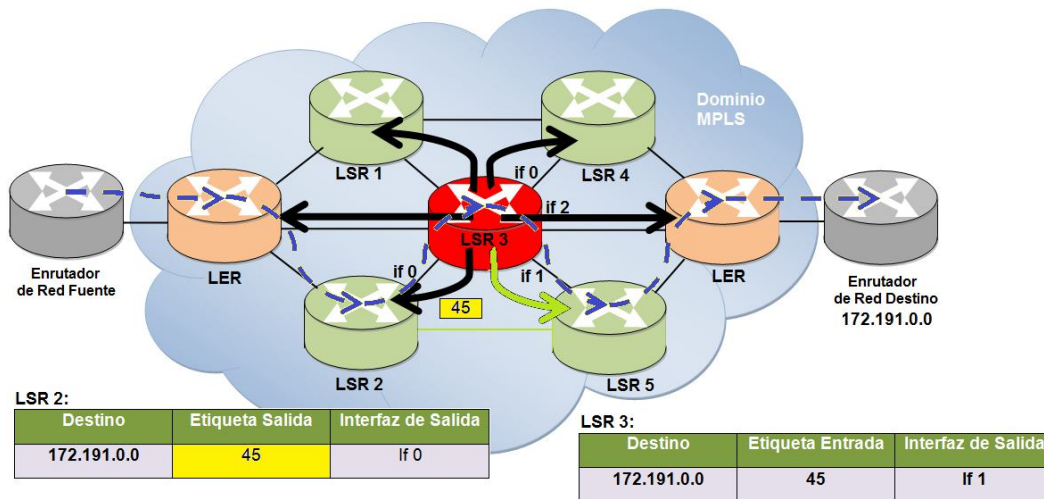 Dominio
MPLS
LSR 1
LSR 4
if 0
if 2
LSR 3
LER
LER
Enrutador
de Red Fuente
Enrutador
de Red Destino
172.191.0.0
if 0
if 1
45
LSR 2
LSR 5
LSR 2:
Destino Etiqueta Salida Interfaz de Salida
172.191.0.0 45 If 0
LSR 3:
Destino Etiqueta Entrada Interfaz de Salida
172.191.0.0 45 If 1